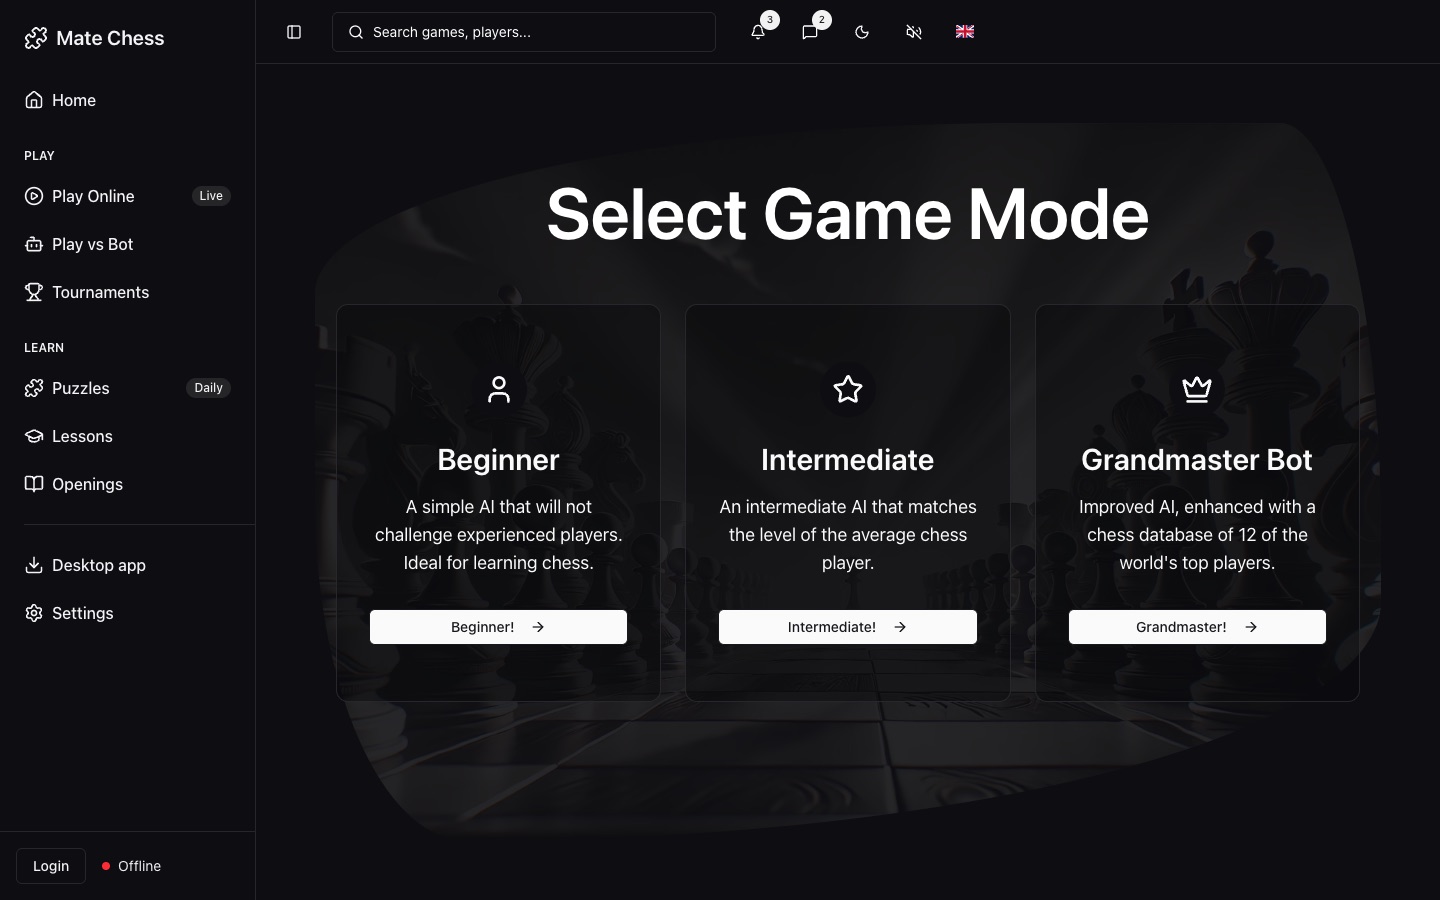 Mate Chess
Search games, players...
3
2
Home
PLAY
Play Online
Live
Play vs Bot
Tournaments
LEARN
Puzzles
Daily
Lessons
Openings
Desktop app
Settings
Login
Offline
Select Game Mode
Beginner
A simple AI that will not
challenge experienced players.
Ideal for learning chess.
Beginner!
Intermediate
An intermediate AI that matches
the level of the average chess
player.
Intermediate!
Grandmaster Bot
Improved AI, enhanced with a
chess database of 12 of the
world's top players.
Grandmaster!